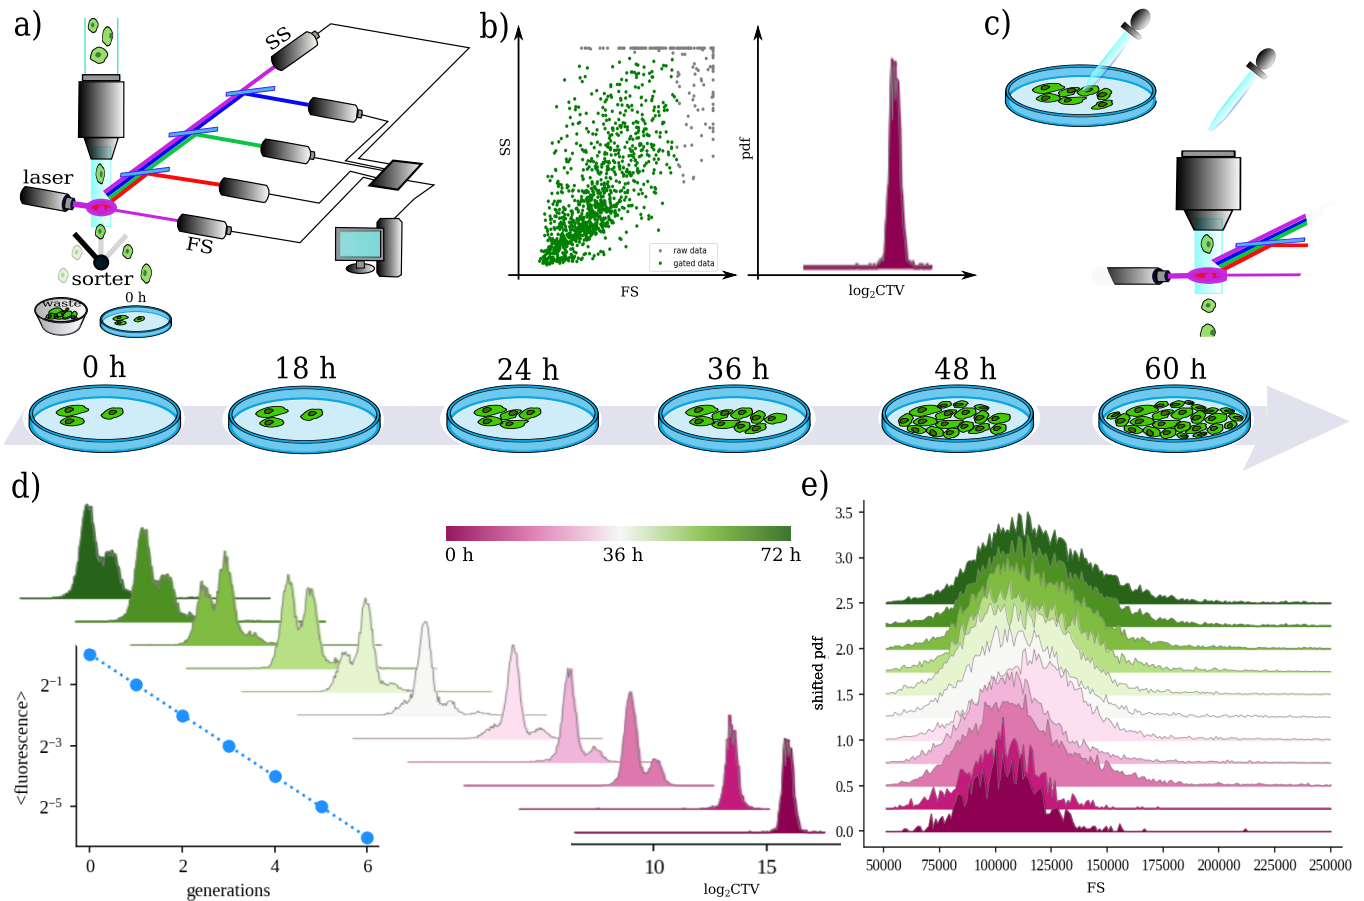 a)
SS
laser
FS
sorter
waste
0 h
b)
SS
raw data
gated data
FS
pdf
log₂CTV
c)
0 h
18 h
24 h
36 h
48 h
60 h
d)
0 h
36 h
72 h
<fluorescence>
2⁻¹
2⁻³
2⁻⁵
0
2
4
6
generations
10
15
log₂CTV
e)
shifted pdf
3.5
3.0
2.5
2.0
1.5
1.0
0.5
0.0
50000
75000
100000
125000
150000
175000
200000
225000
250000
FS